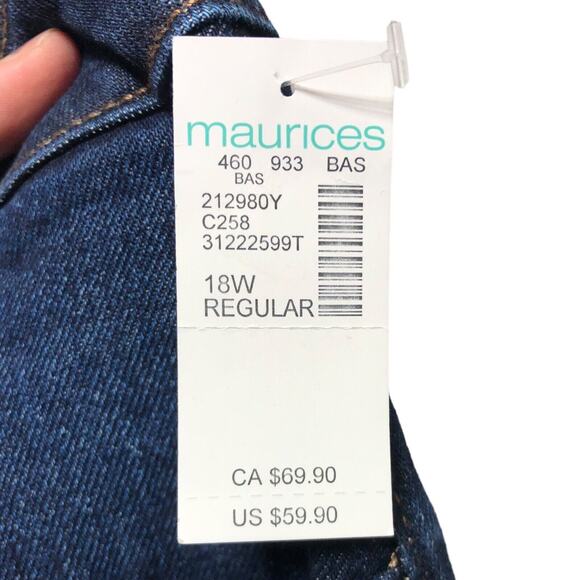 maurices
460 933 BAS
BAS
212980Y
C258
31222599T
18W
REGULAR
CA $69.90
US $59.90